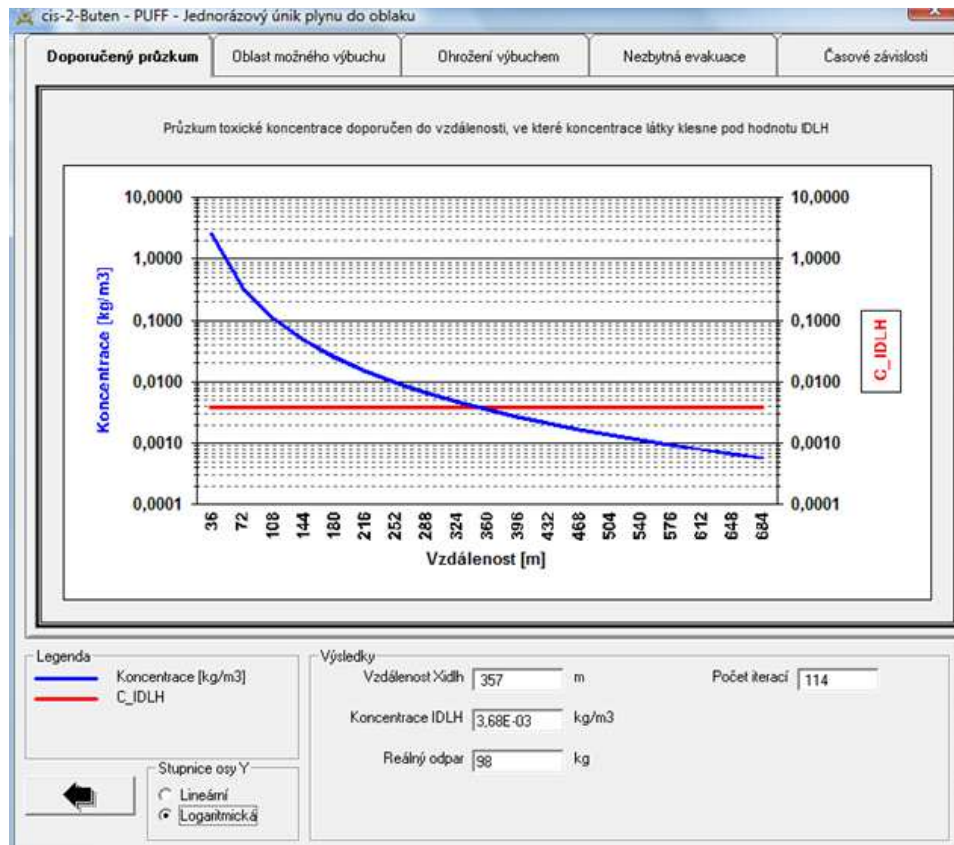 cis-2-Buten - PUFF - Jednorázový únik plynu do oblaku
Doporučený průzkum
Oblast možného výbuchu
Ohrožení výbuchem
Nezbytná evakuace
Časové závislosti
Průzkum toxické koncentrace doporučen do vzdálenosti, ve které koncentrace látky klesne pod hodnotu IDLH
Koncentrace [kg/m3]
10,0000
1,0000
0,1000
0,0100
0,0010
0,0001
10,0000
1,0000
0,1000
0,0100
0,0010
0,0001
C_IDLH
36 72 108 144 180 216 252 288 324 360 396 432 468 504 540 576 612 648 684
Vzdálenost [m]
Legenda
Koncentrace [kg/m3]
C_IDLH
Stupnice osy Y
Lineární
Logaritmická
Výsledky
Vzdálenost Xidlh 357 m
Počet iterací 114
Koncentrace IDLH 3,68E-03 kg/m3
Reálný odpar 98 kg